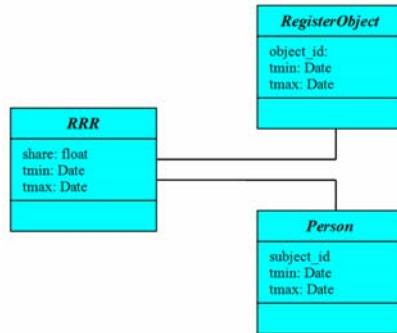 RegisterObject
object_id:
tmin: Date
tmax: Date
RRR
share: float
tmin: Date
tmax: Date
Person
subject_id
tmin: Date
tmax: Date